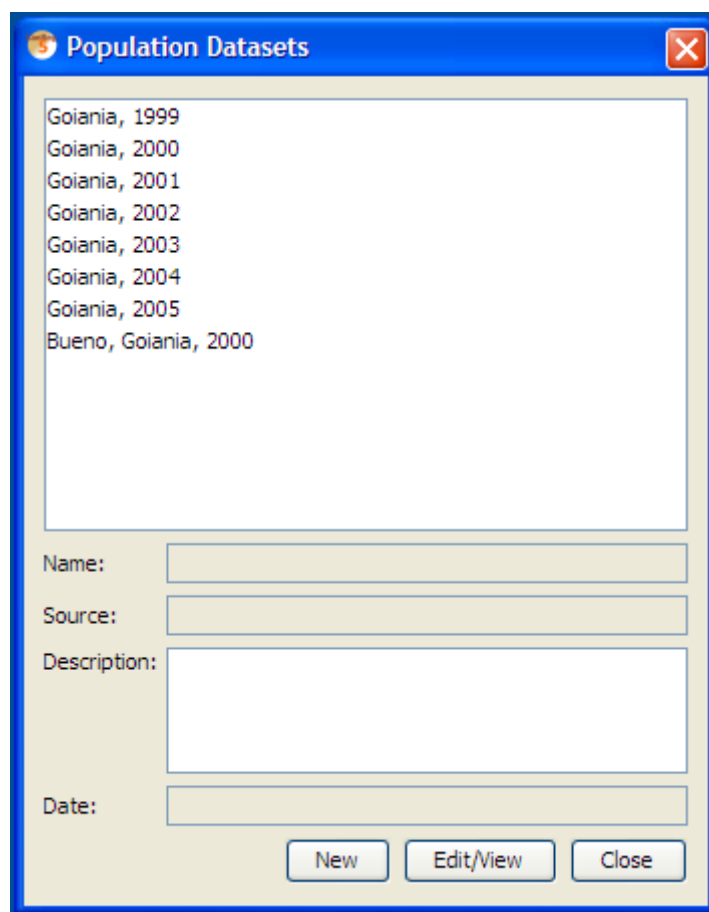 Population Datasets
Goiania, 1999
Goiania, 2000
Goiania, 2001
Goiania, 2002
Goiania, 2003
Goiania, 2004
Goiania, 2005
Bueno, Goiania, 2000
Name:
Source:
Description:
Date:
New Edit/View Close